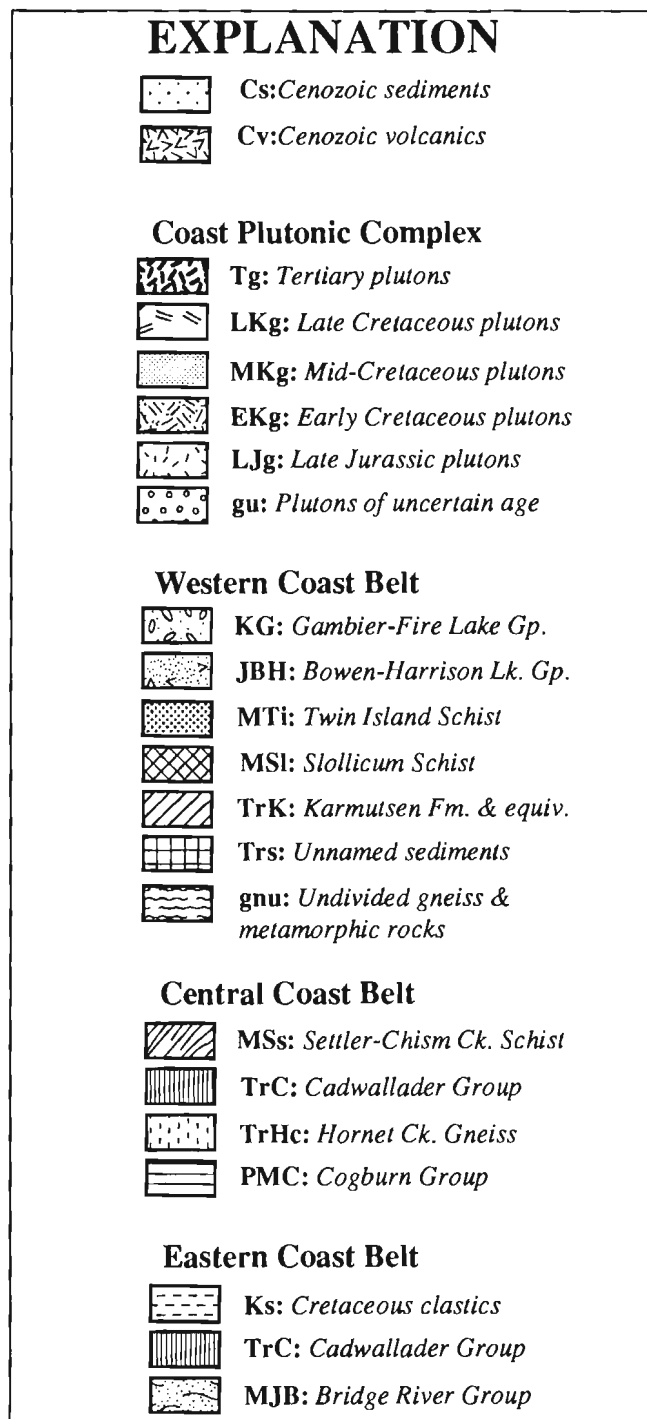 EXPLANATION
Cs:Cenozoic sediments
Cv:Cenozoic volcanics
Coast Plutonic Complex
Tg: Tertiary plutons
LKg: Late Cretaceous plutons
MKg: Mid-Cretaceous plutons
EKg: Early Cretaceous plutons
LJg: Late Jurassic plutons
gu: Plutons of uncertain age
Western Coast Belt
KG: Gambier-Fire Lake Gp.
JBH: Bowen-Harrison Lk. Gp.
MTi: Twin Island Schist
MSl: Slollicum Schist
TrK: Karmutsen Fm. & equiv.
Trs: Unnamed sediments
gnu: Undivided gneiss &
metamorphic rocks
Central Coast Belt
MSs: Settler-Chism Ck. Schist
TrC: Cadwallader Group
TrHc: Hornet Ck. Gneiss
PMC: Cogburn Group
Eastern Coast Belt
Ks: Cretaceous clastics
TrC: Cadwallader Group
MJB: Bridge River Group